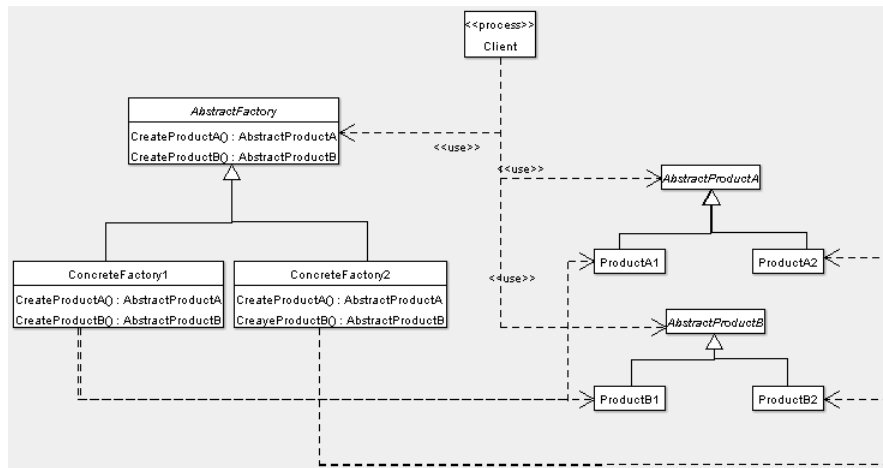 <<process>>
Client
AbstractFactory
CreateProductA() : AbstractProductA
CreateProductB() : AbstractProductB
<<use>>
<<use>>
AbstractProductA
ProductA1
ProductA2
ConcreteFactory1
CreateProductA() : AbstractProductA
CreateProductB() : AbstractProductB
ConcreteFactory2
CreateProductA() : AbstractProductA
CreayeProductB() : AbstractProductB
<<use>>
AbstractProductB
ProductB1
ProductB2